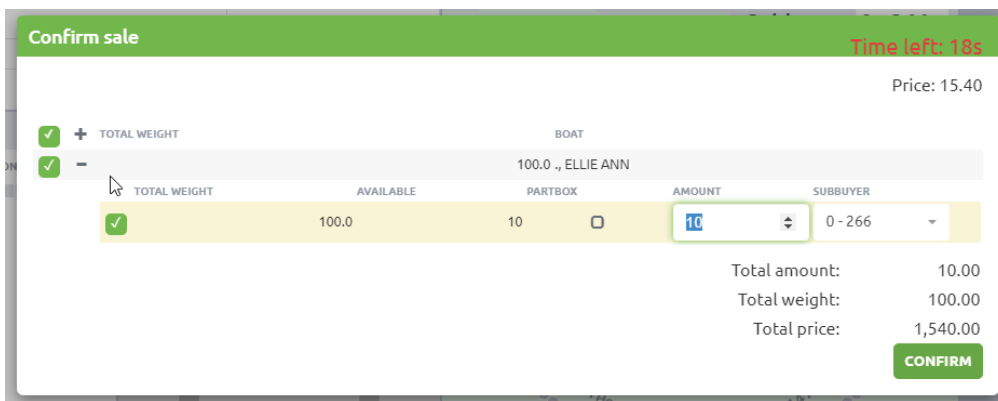 Confirm sale
Time left: 18s
Price: 15.40
TOTAL WEIGHT BOAT
100.0 ., ELLIE ANN
TOTAL WEIGHT AVAILABLE PARTBOX AMOUNT SUBBUYER
100.0 10 10 0 - 266
Total amount: 10.00
Total weight: 100.00
Total price: 1,540.00
CONFIRM